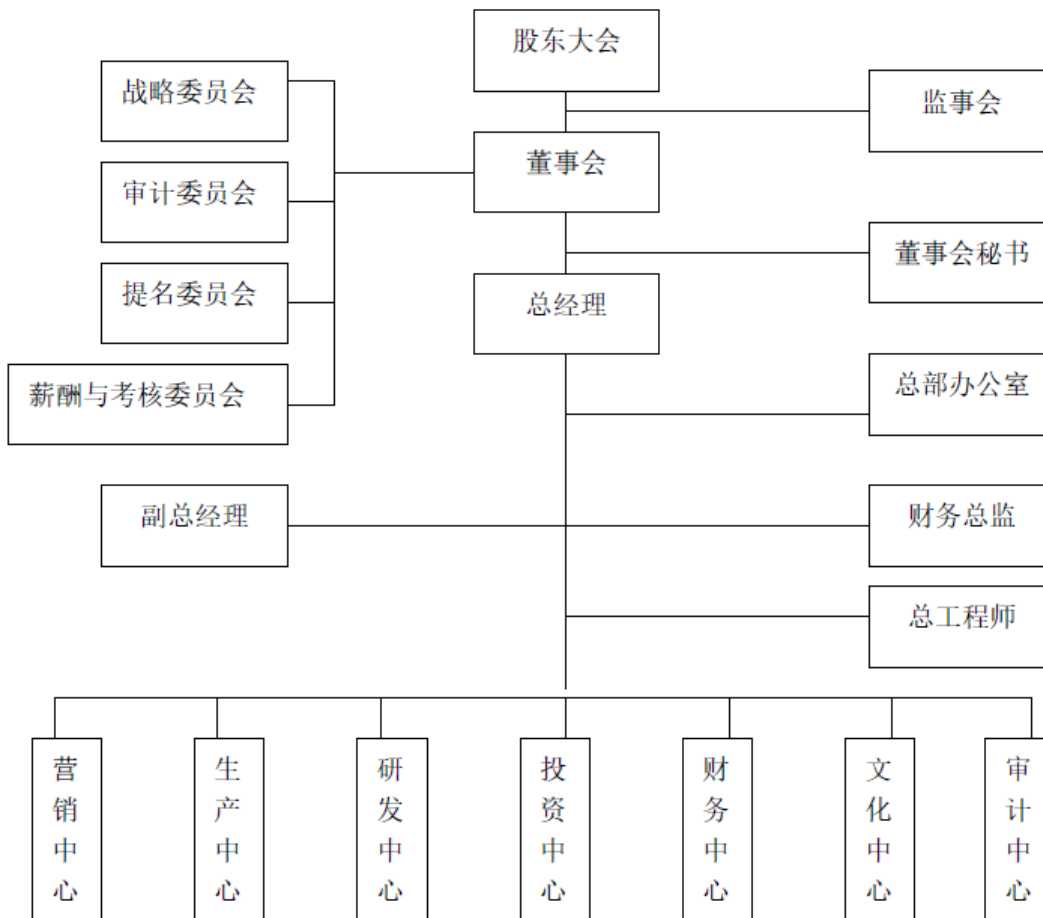 股东大会
战略委员会
监事会
董事会
审计委员会
董事会秘书
提名委员会
总经理
总部办公室
薪酬与考核委员会
副总经理
财务总监
总工程师
营销中心
生产中心
研发中心
投资中心
财务中心
文化中心
审计中心